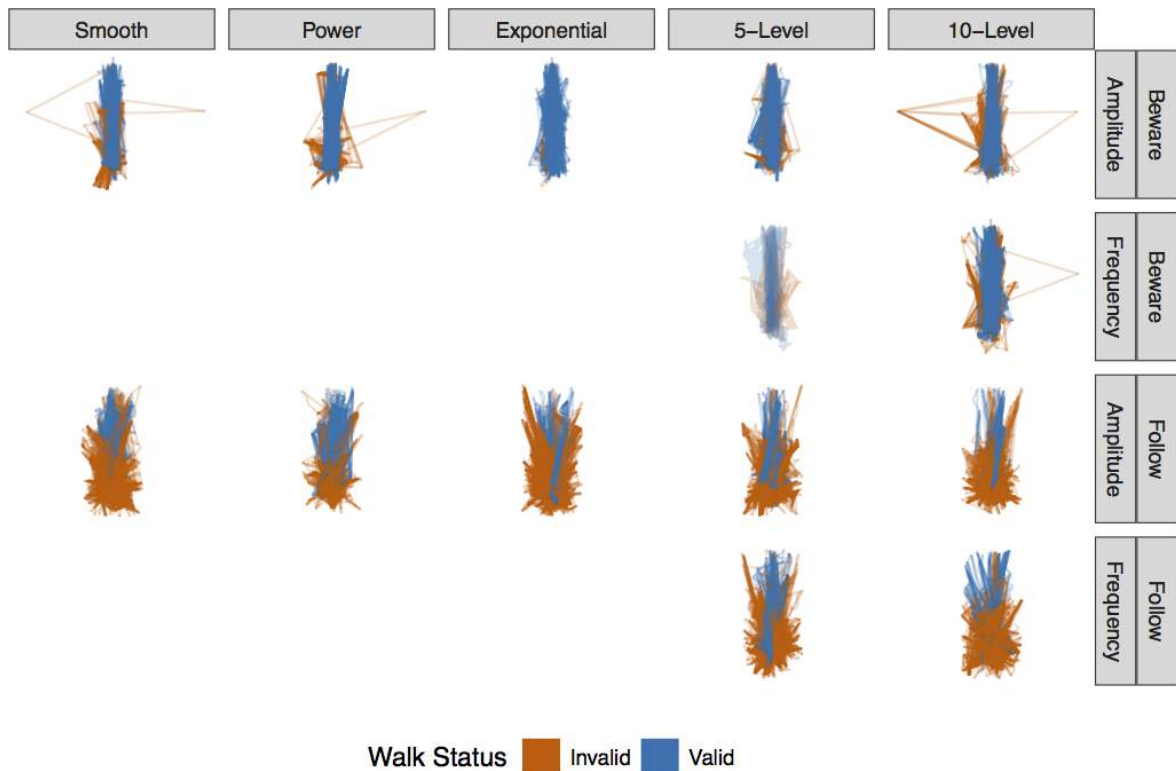 Smooth
Power
Exponential
5-Level
10-Level
Beware
Amplitude
Beware
Frequency
Follow
Amplitude
Follow
Frequency
Walk Status Invalid Valid